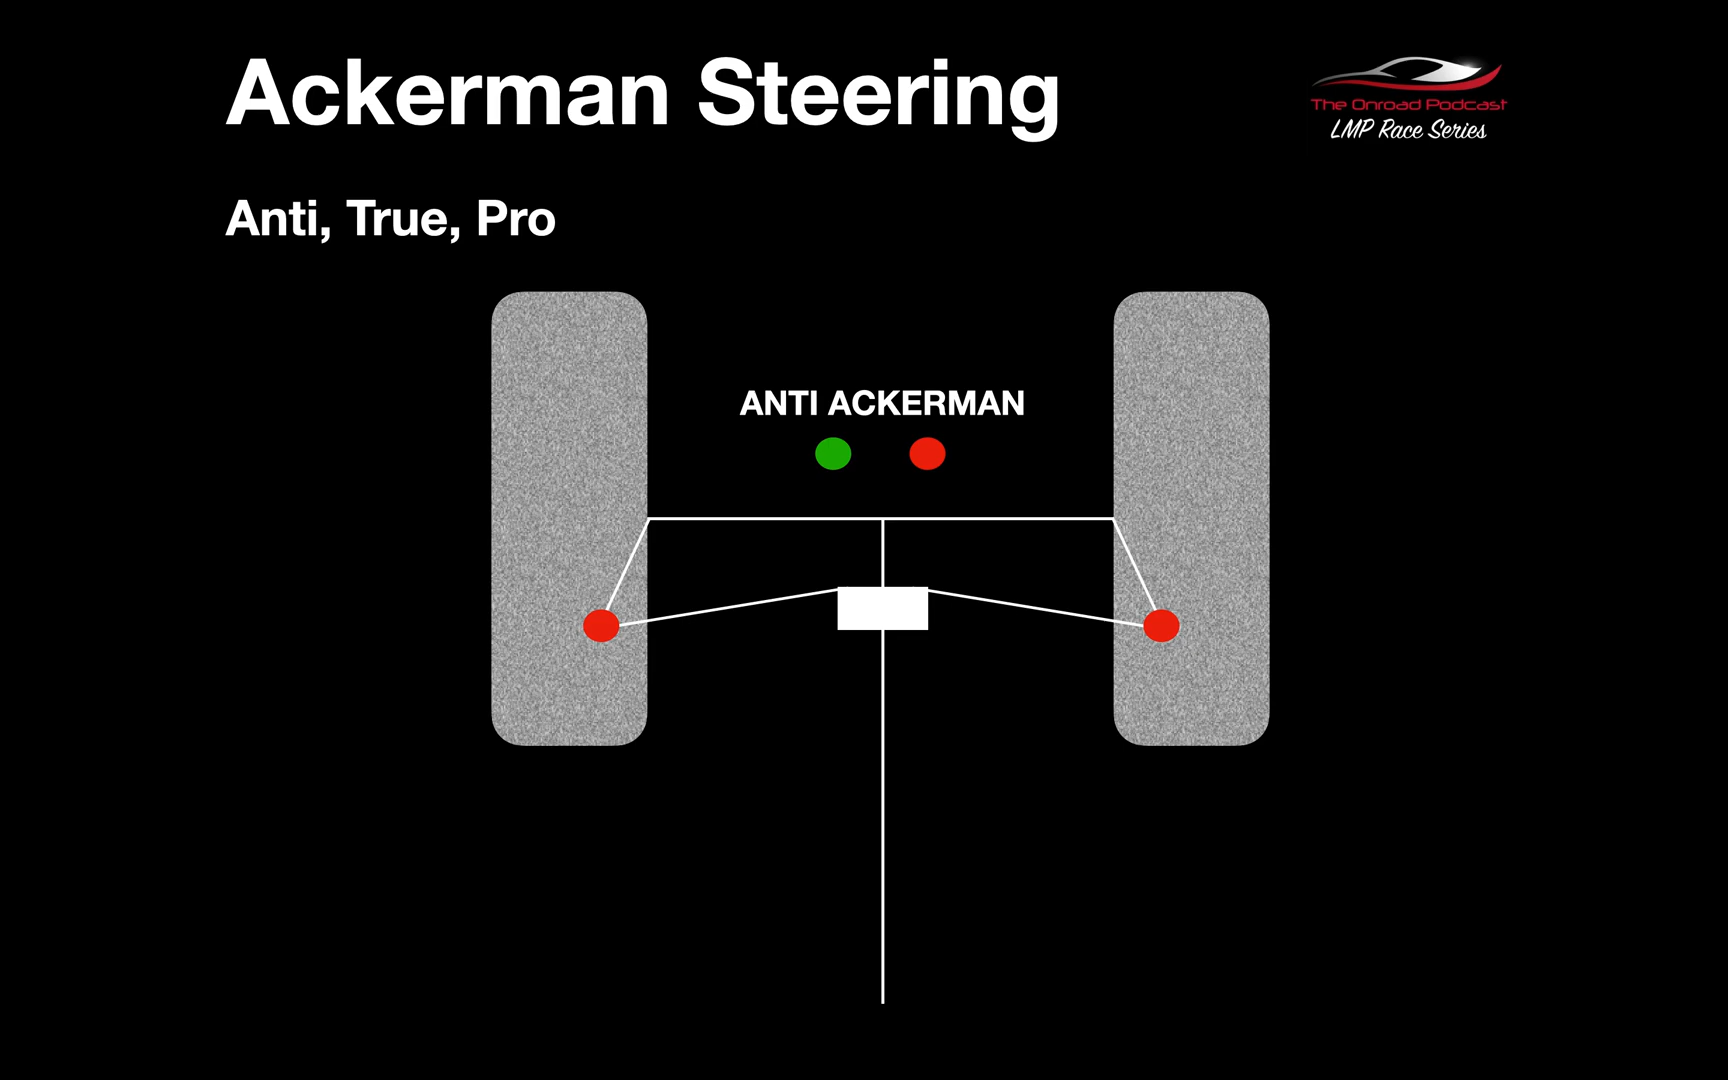 Ackerman Steering
The Onroad Podcast
LMP Race Series
Anti, True, Pro
ANTI ACKERMAN